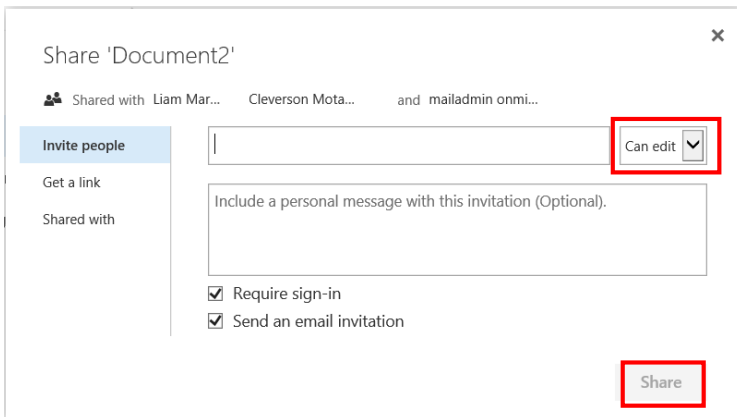 Share 'Document2'
Shared with Liam Mar... Cleverson Mota... and mailadmin onmi...
Invite people
Can edit
Get a link
Include a personal message with this invitation (Optional).
Shared with
Require sign-in
Send an email invitation
Share